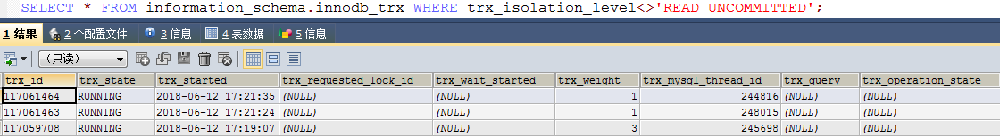 SELECT * FROM information_schema.innodb_trx WHERE trx_isolation_level<>'READ UNCOMMITTED';
1 结果 2 个配置文件 3 信息 4 表数据 5 信息
(只读)
trx_id trx_state trx_started trx_requested_lock_id trx_wait_started trx_weight trx_mysql_thread_id trx_query trx_operation_state
117061464 RUNNING 2018-06-12 17:21:35 (NULL) (NULL) 1 244816 (NULL) (NULL)
117061463 RUNNING 2018-06-12 17:21:24 (NULL) (NULL) 1 248015 (NULL) (NULL)
117059708 RUNNING 2018-06-12 17:19:07 (NULL) (NULL) 3 245698 (NULL) (NULL)